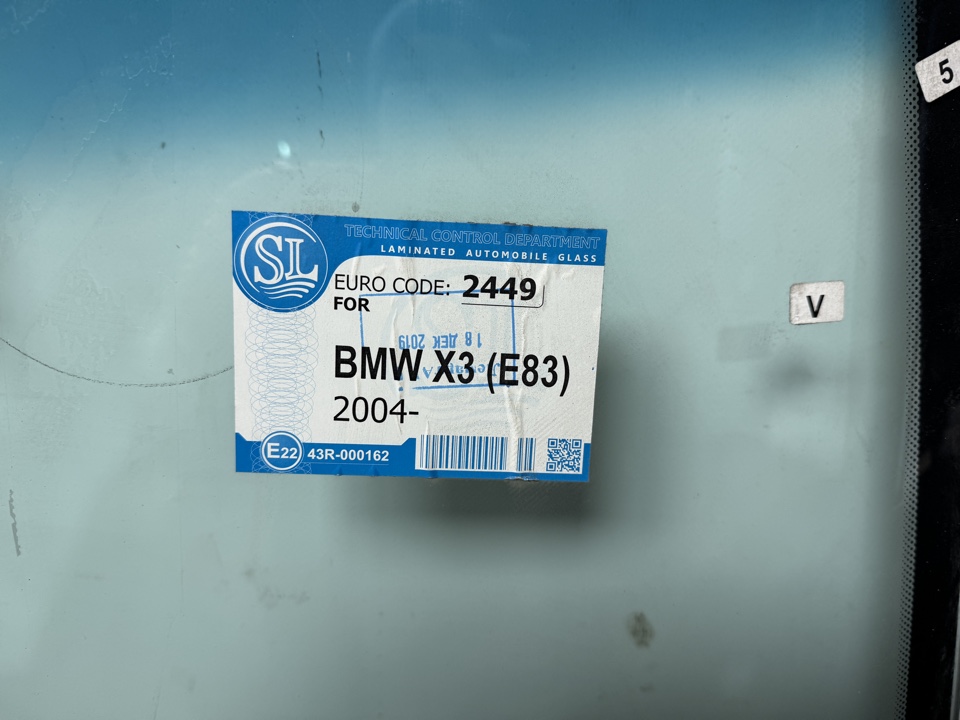 5
SL
TECHNICAL CONTROL DEPARTMENT
LAMINATED AUTOMOBILE GLASS
EURO CODE: 2449
FOR
V
18 ДЕК 2019
BMW X3 (E83)
2004-
E22 43R-000162